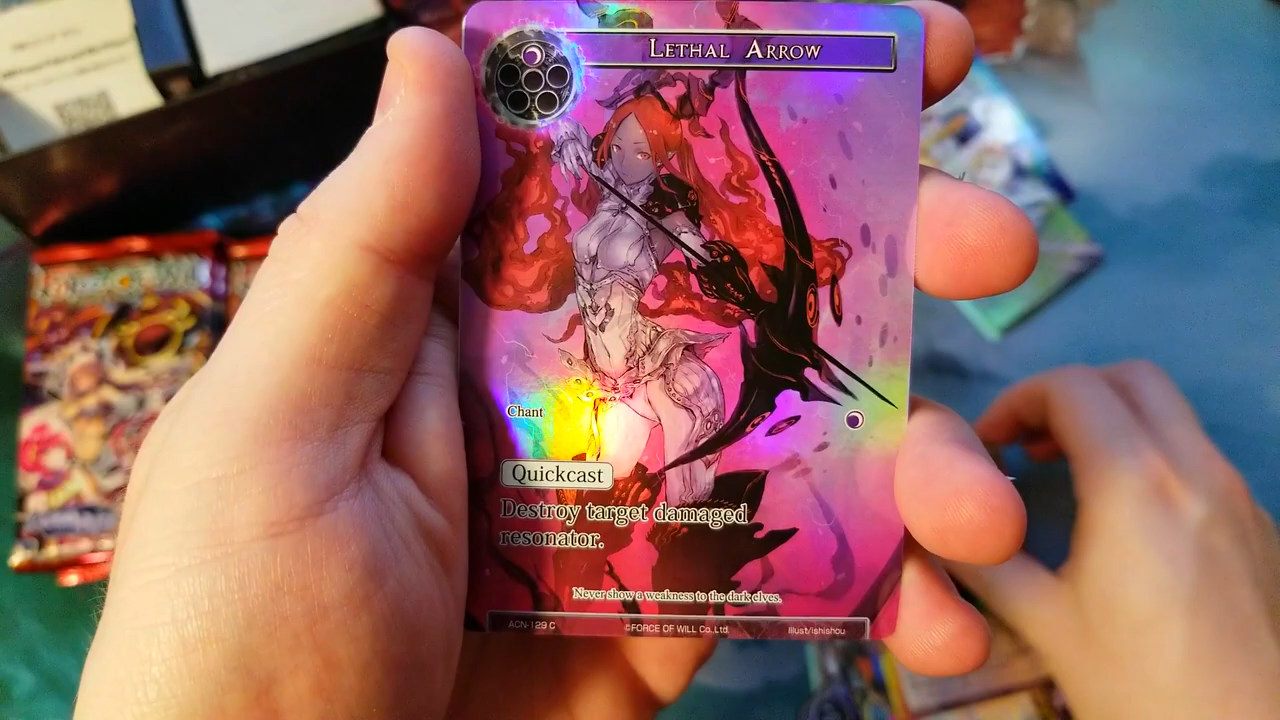 LETHAL ARROW
Chant
Quickcast
Destroy target damaged
resonator.
Never show a weakness to the dark elves.
ACN-129 C ©FORCE OF WILL Co.,Ltd. Illust/ishishou